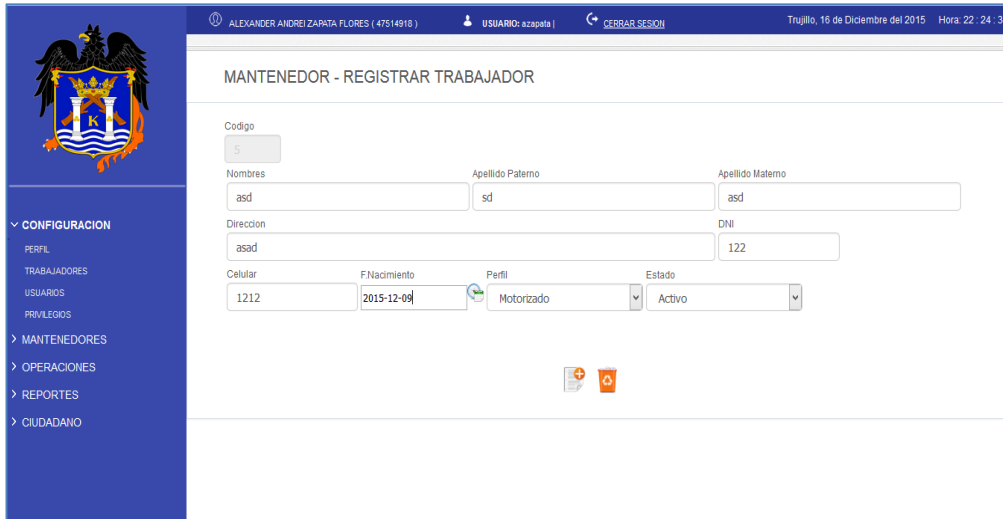 ALEXANDER ANDREI ZAPATA FLORES ( 47514918 ) USUARIO: azapata | CERRAR SESION Trujillo, 16 de Diciembre del 2015 Hora: 22 : 24 : 3
K
MANTENEDOR - REGISTRAR TRABAJADOR
Codigo
5
Nombres Apellido Paterno Apellido Materno
asd sd asd
Direccion DNI
asad 122
Celular F.Nacimiento Perfil Estado
1212 2015-12-09 Motorizado Activo
CONFIGURACION
PERFIL
TRABAJADORES
USUARIOS
PRIVILEGIOS
MANTENEDORES
OPERACIONES
REPORTES
CIUDADANO